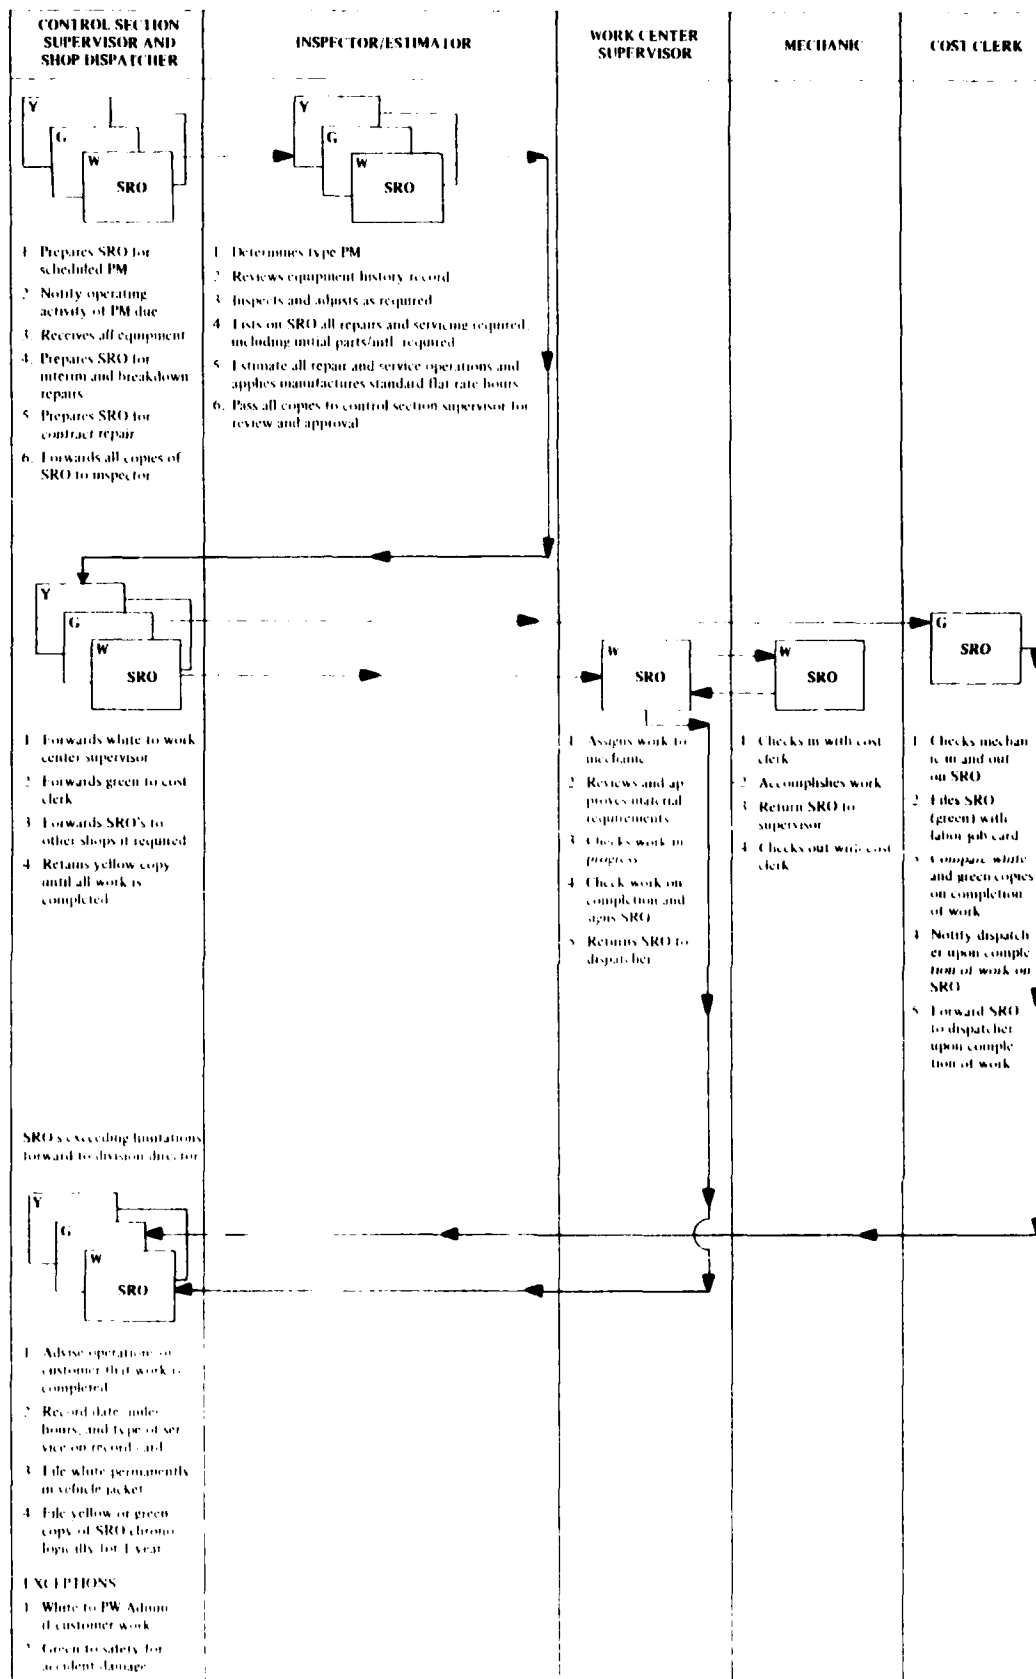 CONTROL SECTION
SUPERVISOR AND
SHOP DISPATCHER
INSPECTOR/ESTIMATOR
WORK CENTER
SUPERVISOR
MECHANIC
COST CLERK
Y
G
W
SRO
Y
G
W
SRO
1 Prepares SRO for
scheduled PM
2 Notify operating
activity of PM due
3. Receives all equipment
4. Prepares SRO for
interim and breakdown
repairs
5 Prepares SRO for
contract repair
6. Forwards all copies of
SRO to inspector
1 Determines type PM
2 Reviews equipment history record
3 Inspects and adjusts as required
4 Lists on SRO all repairs and servicing required,
including initial parts/mtl. required
5 Estimate all repair and service operations and
applies manufactures standard flat rate hours
6. Pass all copies to control section supervisor for
review and approval
Y
G
W
SRO
W
SRO
W
SRO
G
SRO
1 Forwards white to work
center supervisor
2 Forwards green to cost
clerk
3 Forwards SRO's to
other shops if required
4 Retains yellow copy
until all work is
completed
1 Assigns work to
mechanic
2 Reviews and ap
proves material
requirements
3 Checks work in
progress
4 Check work on
completion and
signs SRO
5 Returns SRO to
dispatcher
1 Checks in with cost
clerk
2 Accomplishes work
3 Return SRO to
supervisor
4 Checks out with cost
clerk
1 Checks mechan
ic in and out
on SRO
2 Files SRO
(green) with
labor job card
3 Compare white
and green copies
on completion
of work
4 Notify dispatch
er upon comple
tion of work on
SRO
5 Forward SRO
to dispatcher
upon comple
tion of work
SRO's exceeding limitations
forward to division director
Y
G
W
SRO
1 Advise operations or
customer that work is
completed
2 Record date, miles
hours, and type of ser
vice on record card
3 File white permanently
in vehicle jacket
4 File yellow or green
copy of SRO chrono
logically for 1 year
EXCEPTIONS
1 White to PW Admin
if customer work
2 Green to safety for
accident damage